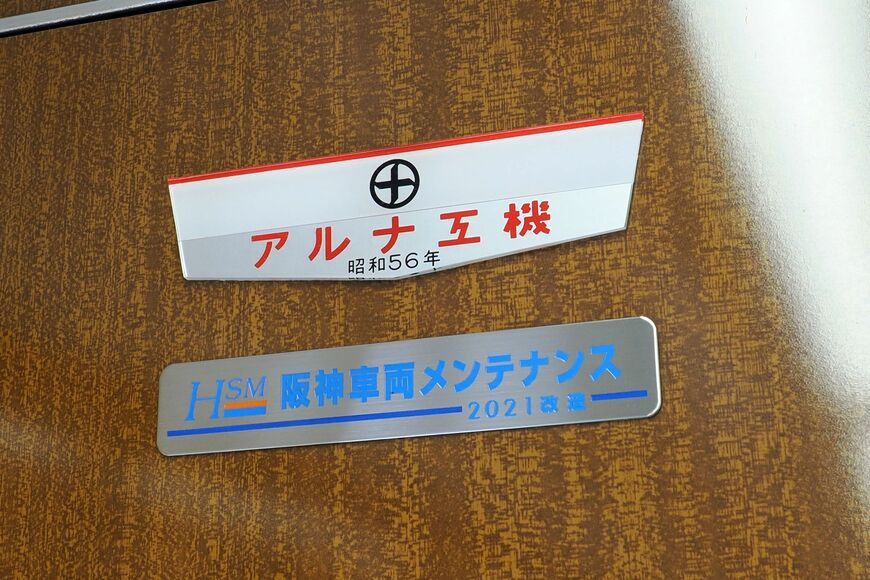 アルナ工機
昭和56年
HSM 阪神車両メンテナンス
2021改造